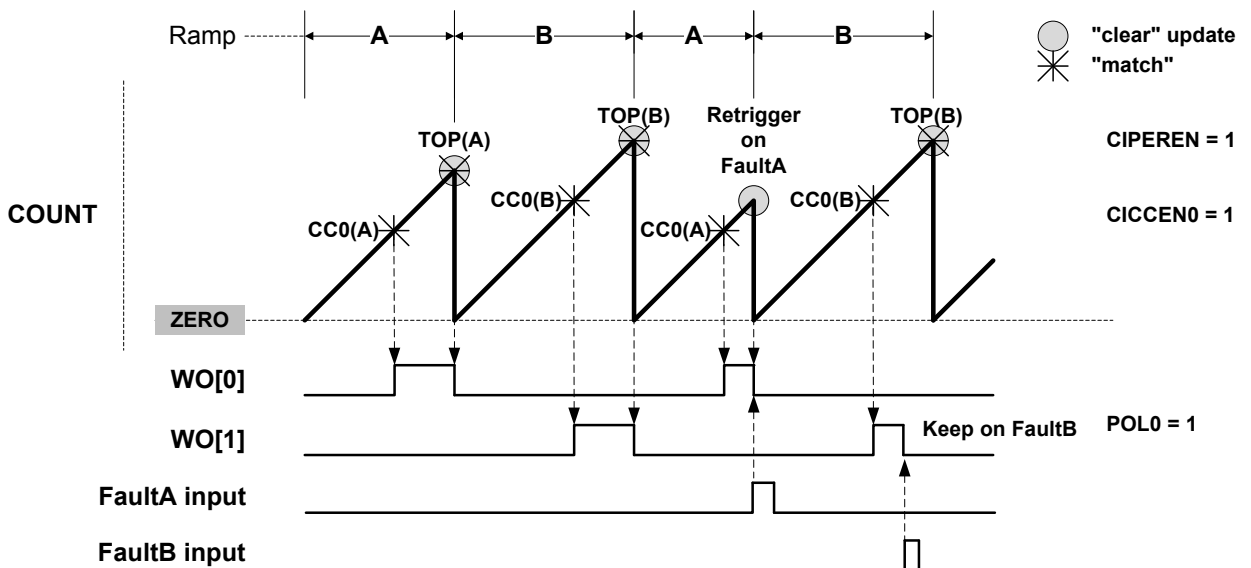 Ramp
A
B
A
B
"clear" update
"match"
TOP(A)
TOP(B)
Retrigger
on
FaultA
TOP(B)
CIPEREN = 1
COUNT
CC0(A)
CC0(B)
CC0(A)
CC0(B)
CICCEN0 = 1
ZERO
WO[0]
WO[1]
Keep on FaultB
POL0 = 1
FaultA input
FaultB input